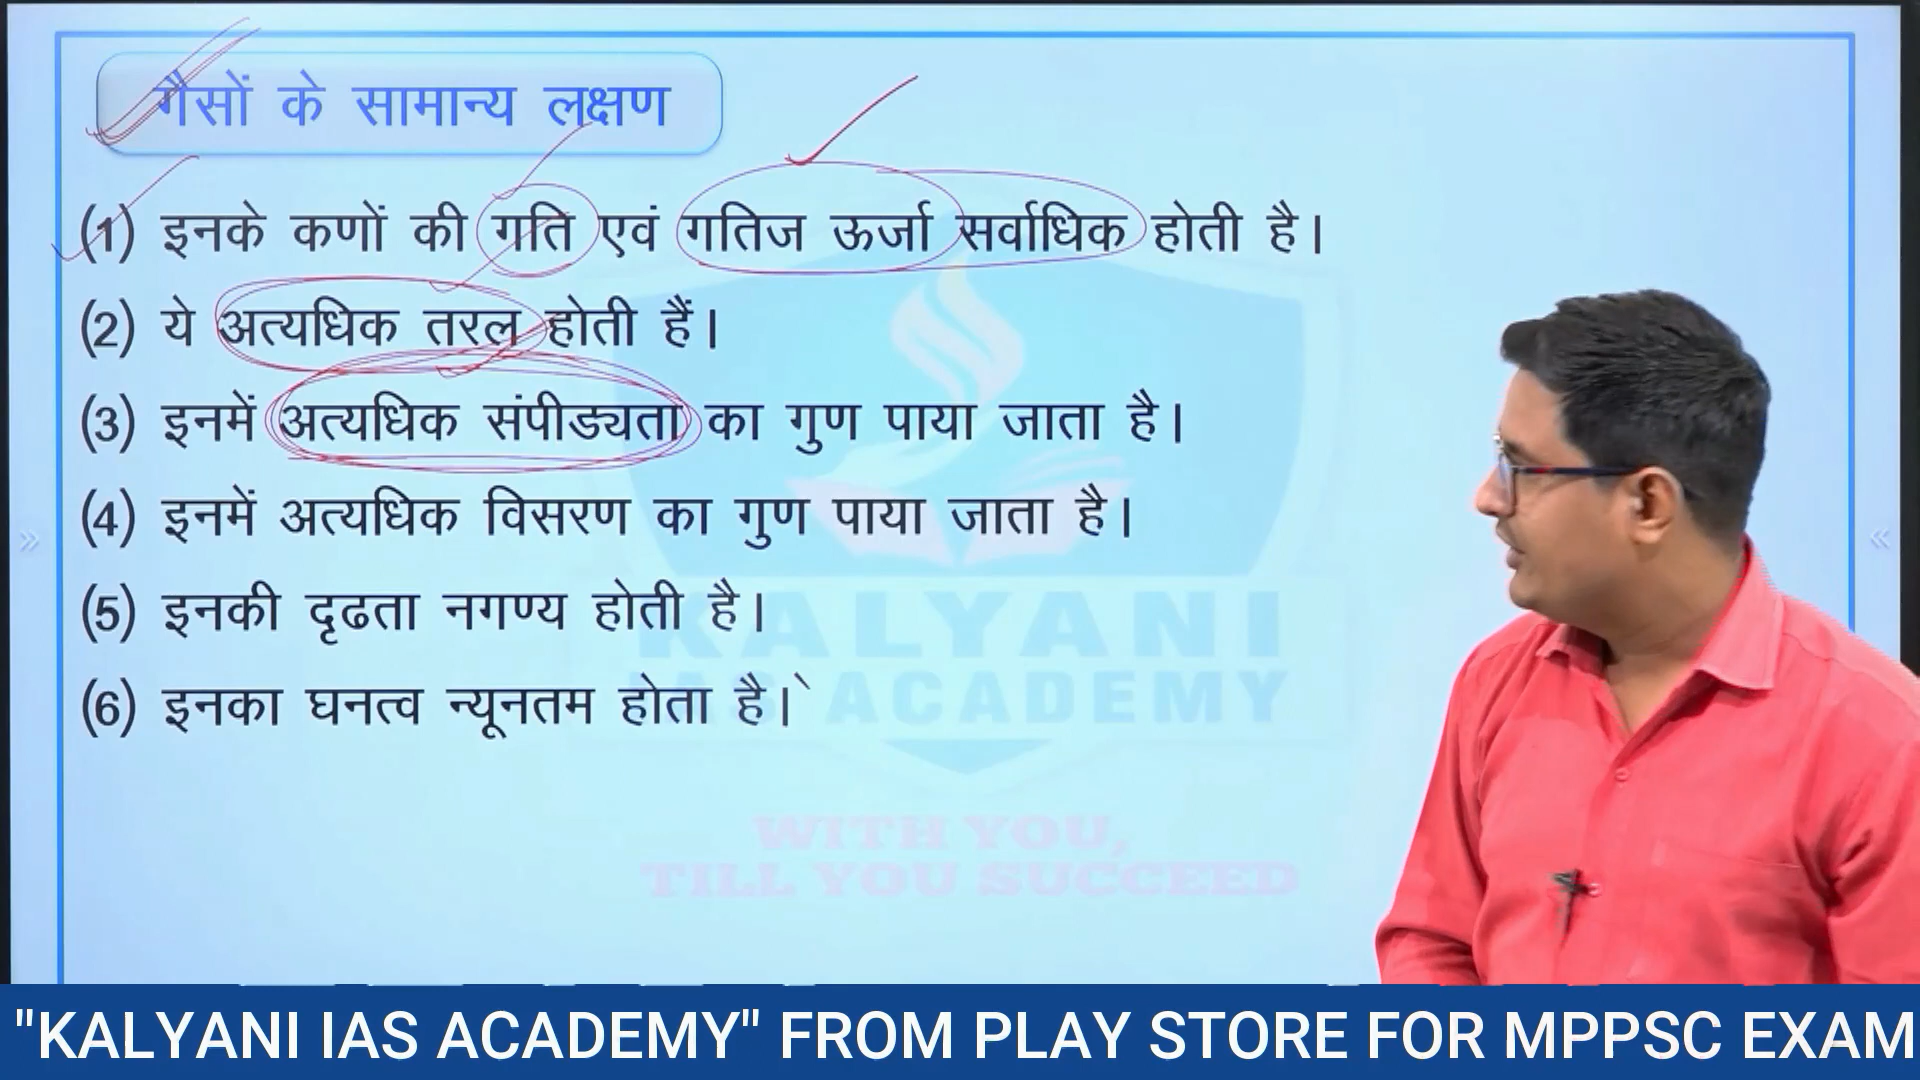 गैसों के सामान्य लक्षण
(1) इनके कणों की गति एवं गतिज ऊर्जा सर्वाधिक होती है।
(2) ये अत्यधिक तरल होती हैं।
(3) इनमें अत्यधिक संपीड्यता का गुण पाया जाता है।
(4) इनमें अत्यधिक विसरण का गुण पाया जाता है।
(5) इनकी दृढता नगण्य होती है।
(6) इनका घनत्व न्यूनतम होता है।`
KALYANI
IAS ACADEMY
WITH YOU,
TILL YOU SUCCEED
"KALYANI IAS ACADEMY" FROM PLAY STORE FOR MPPSC EXAM